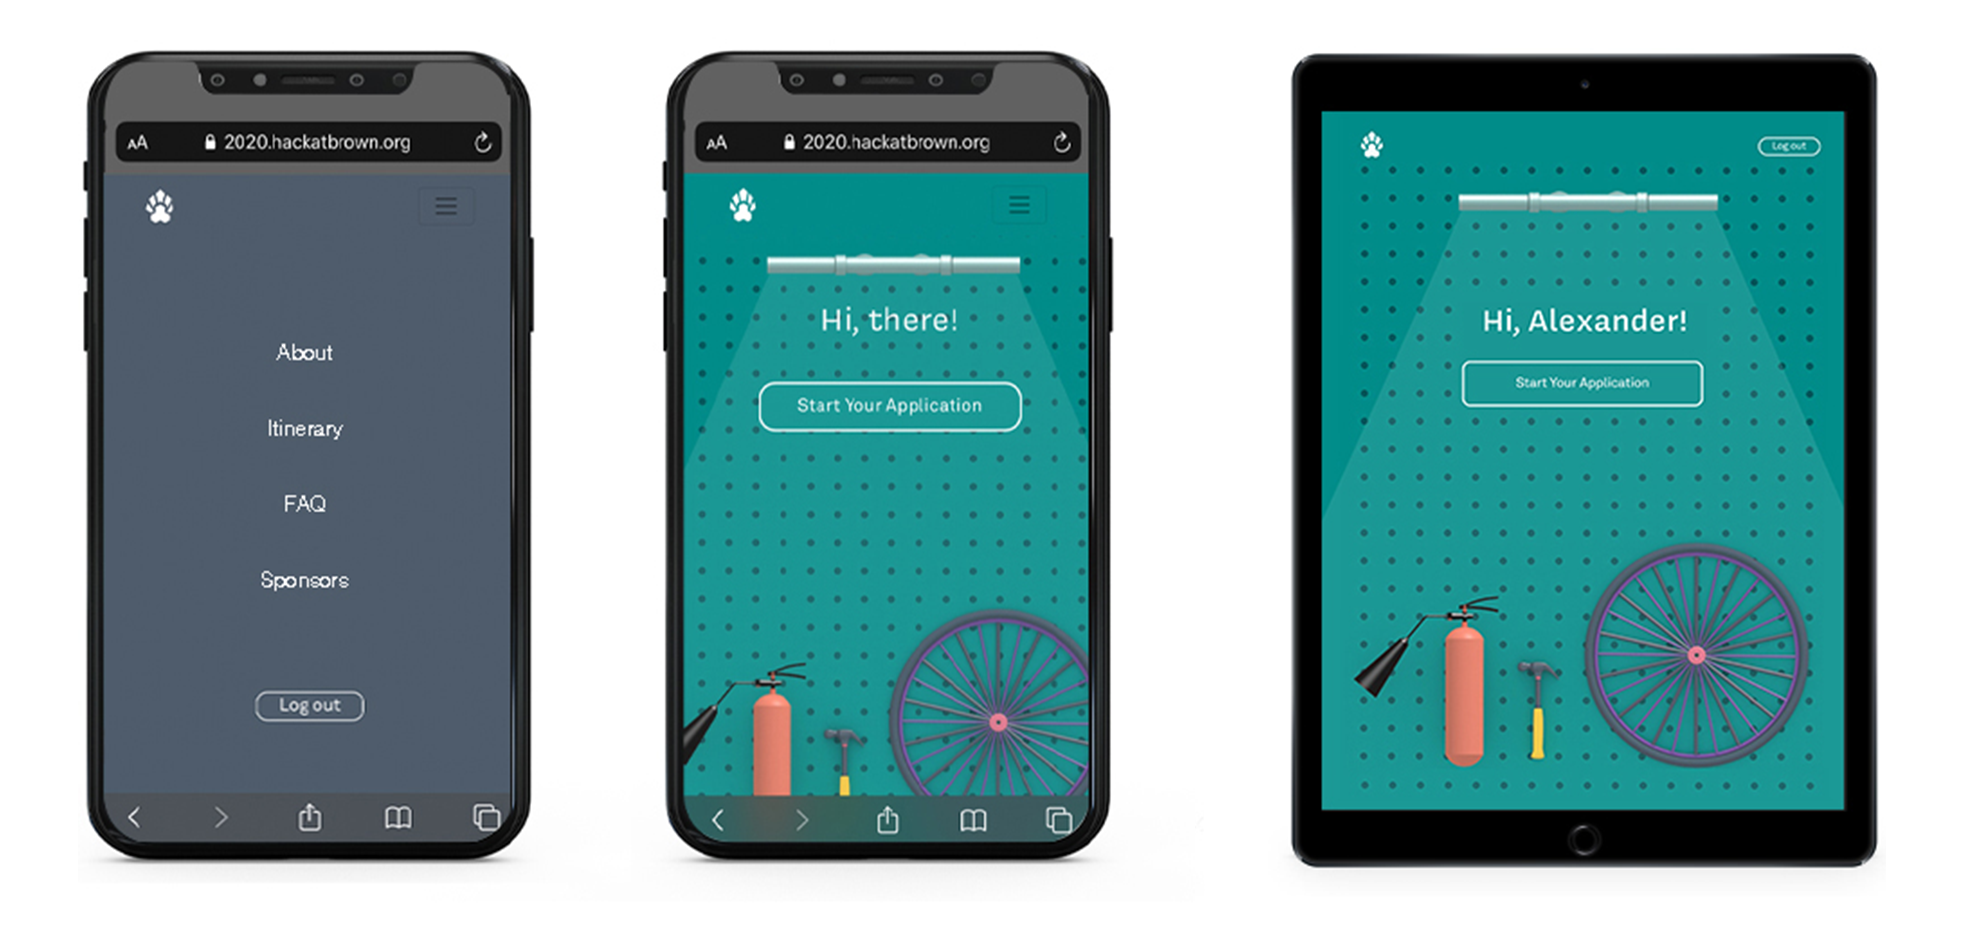 AA 2020.hackatbrown.org
About
Itinerary
FAQ
Sponsors
Log out
AA 2020.hackatbrown.org
Hi, there!
Start Your Application
Log out
Hi, Alexander!
Start Your Application